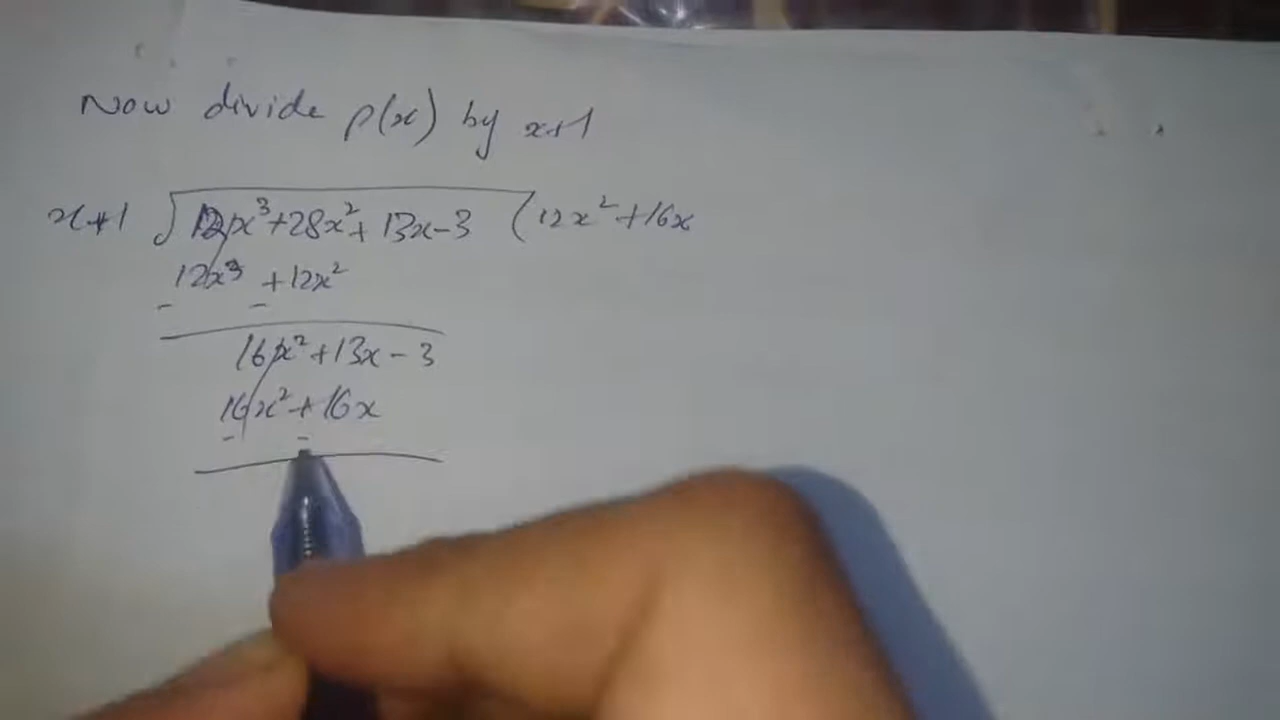 Now divide p(x) by x+1
x+1 ) 12x³+28x²+13x-3 ( 12x²+16x
12x³ +12x²
- -
16x²+13x-3
16x²+16x
- -